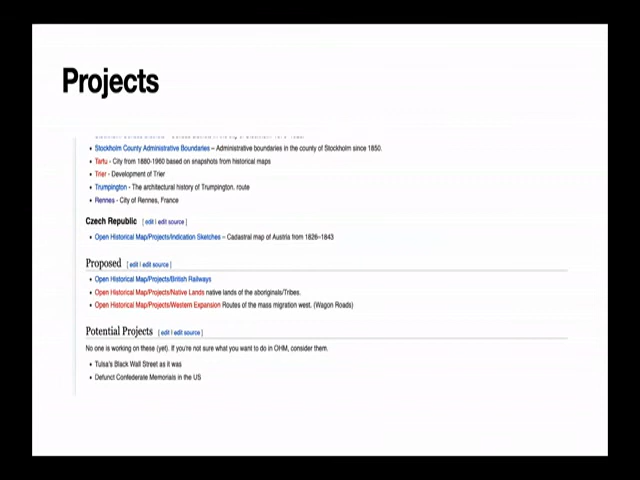 Projects
• Stockholm County Administrative Boundaries – Administrative boundaries in the county of Stockholm since 1850.
• Tartu - City from 1880-1960 based on snapshots from historical maps
• Trier - Development of Trier
• Trumpington - The architectural history of Trumpington. route
• Rennes - City of Rennes, France
Czech Republic [ edit | edit source ]
• Open Historical Map/Projects/Indication Sketches – Cadastral map of Austria from 1826–1843
Proposed [ edit | edit source ]
• Open Historical Map/Projects/British Railways
• Open Historical Map/Projects/Native Lands native lands of the aboriginals/Tribes.
• Open Historical Map/Projects/Western Expansion Routes of the mass migration west. (Wagon Roads)
Potential Projects [ edit | edit source ]
No one is working on these (yet). If you're not sure what you want to do in OHM, consider them.
• Tulsa's Black Wall Street as it was
• Defunct Confederate Memorials in the US